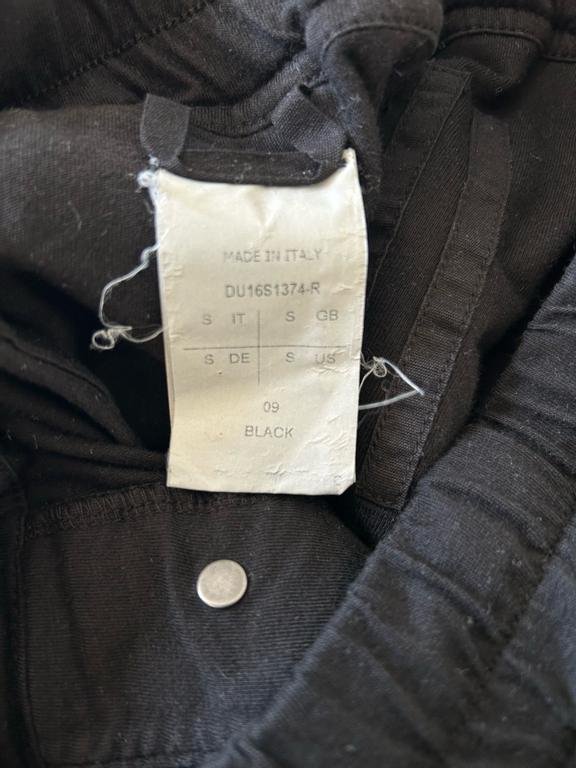 MADE IN ITALY
DU16S1374-R
S IT S GB
S DE S US
09
BLACK